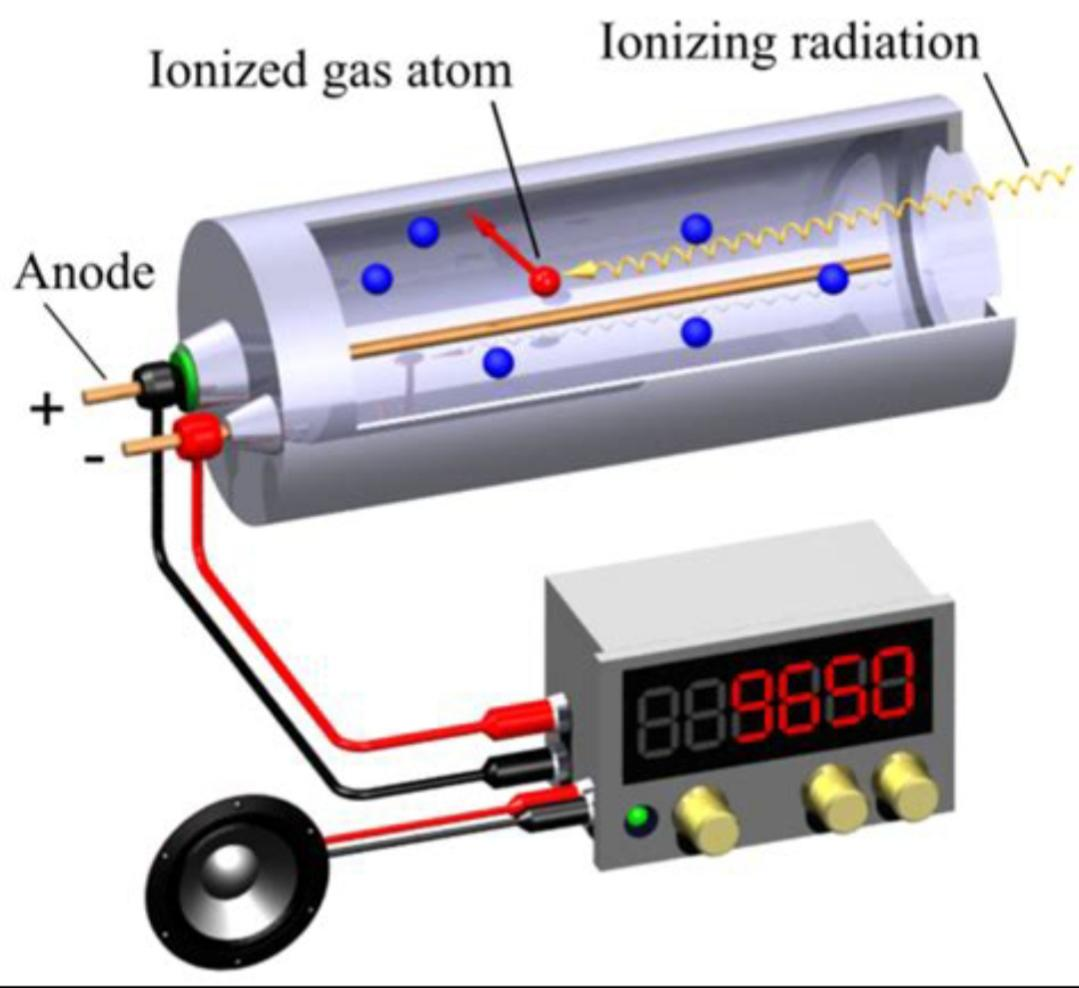 Ionizing radiation
Ionized gas atom
Anode
+
-
9650